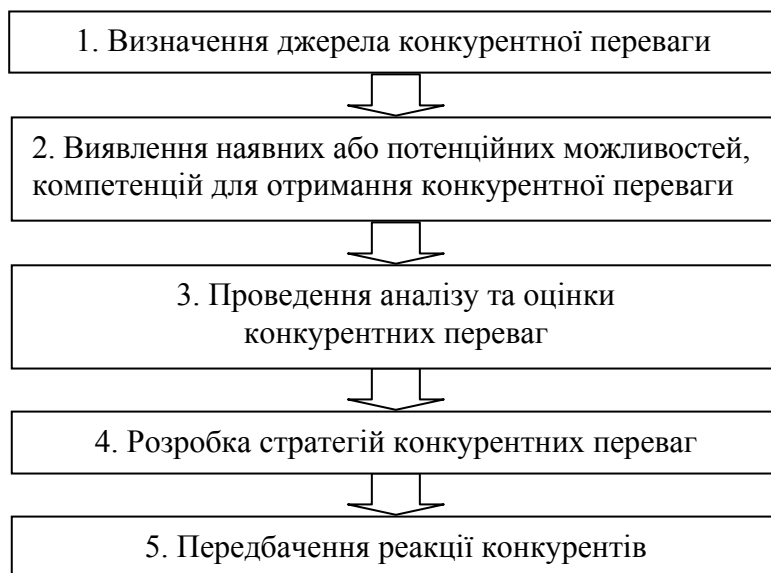 1. Визначення джерела конкурентної переваги
2. Виявлення наявних або потенційних можливостей,
компетенцій для отримання конкурентної переваги
3. Проведення аналізу та оцінки
конкурентних переваг
4. Розробка стратегій конкурентних переваг
5. Передбачення реакції конкурентів